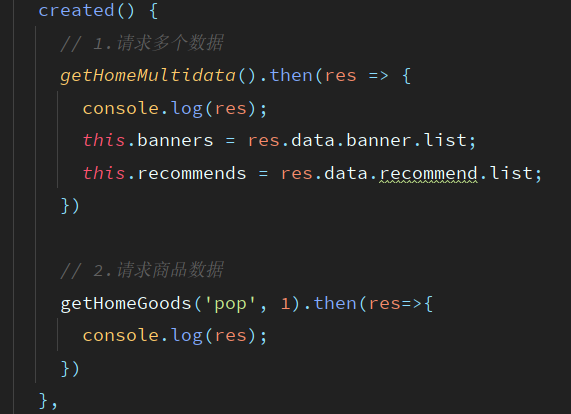 created() {
// 1.请求多个数据
getHomeMultidata().then(res => {
console.log(res);
this.banners = res.data.banner.list;
this.recommends = res.data.recommend.list;
})
// 2.请求商品数据
getHomeGoods('pop', 1).then(res=>{
console.log(res);
})
},